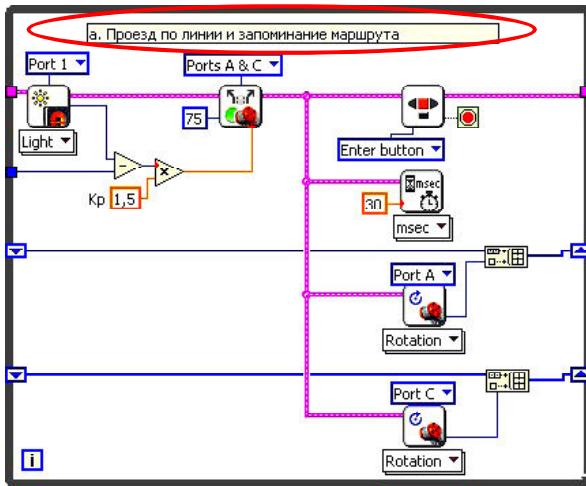 а. Проезд по линии и запоминание маршрута
Port 1
Ports A & C
75
Light
Enter button
-
x
Kp 1,5
msec
30
msec
Port A
Rotation
Port C
i
Rotation